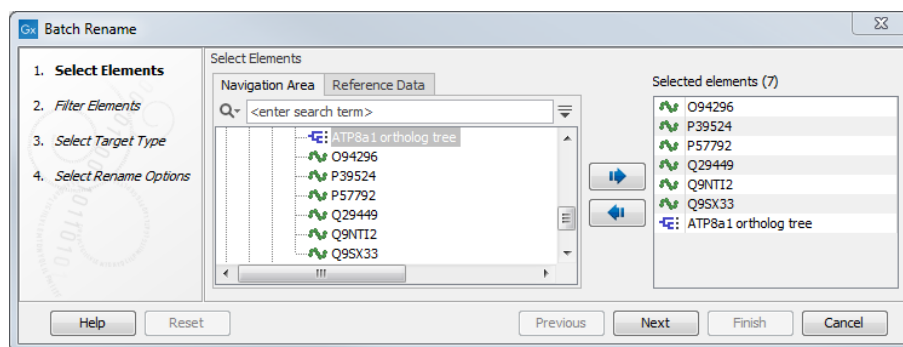 Gx Batch Rename
1. Select Elements
2. Filter Elements
3. Select Target Type
4. Select Rename Options
Select Elements
Navigation Area Reference Data
<enter search term>
ATP8a1 ortholog tree
O94296
P39524
P57792
Q29449
Q9NTI2
Q9SX33
Selected elements (7)
O94296
P39524
P57792
Q29449
Q9NTI2
Q9SX33
ATP8a1 ortholog tree
Help Reset Previous Next Finish Cancel